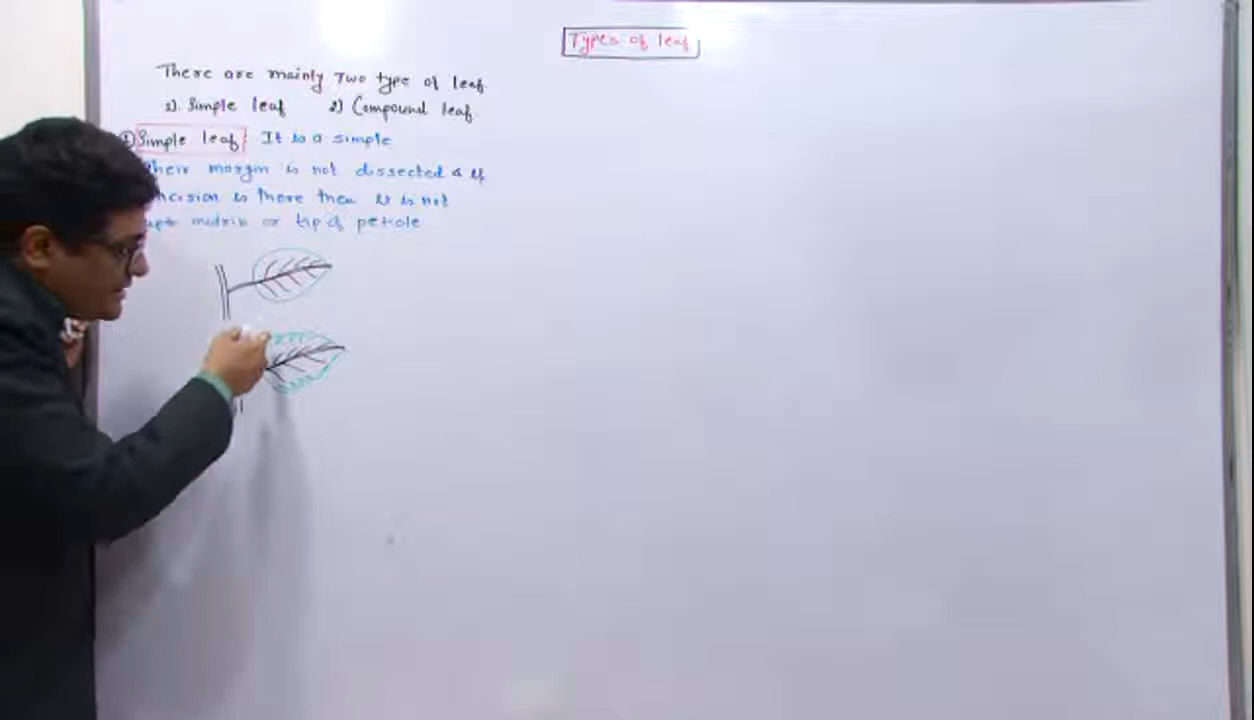 Types of leaf
There are mainly Two type of leaf
1). Simple leaf 2) Compound leaf
① Simple leaf It is a simple
their margin is not dissected & if
incision is there then it is not
upto midrib or tip of petiole